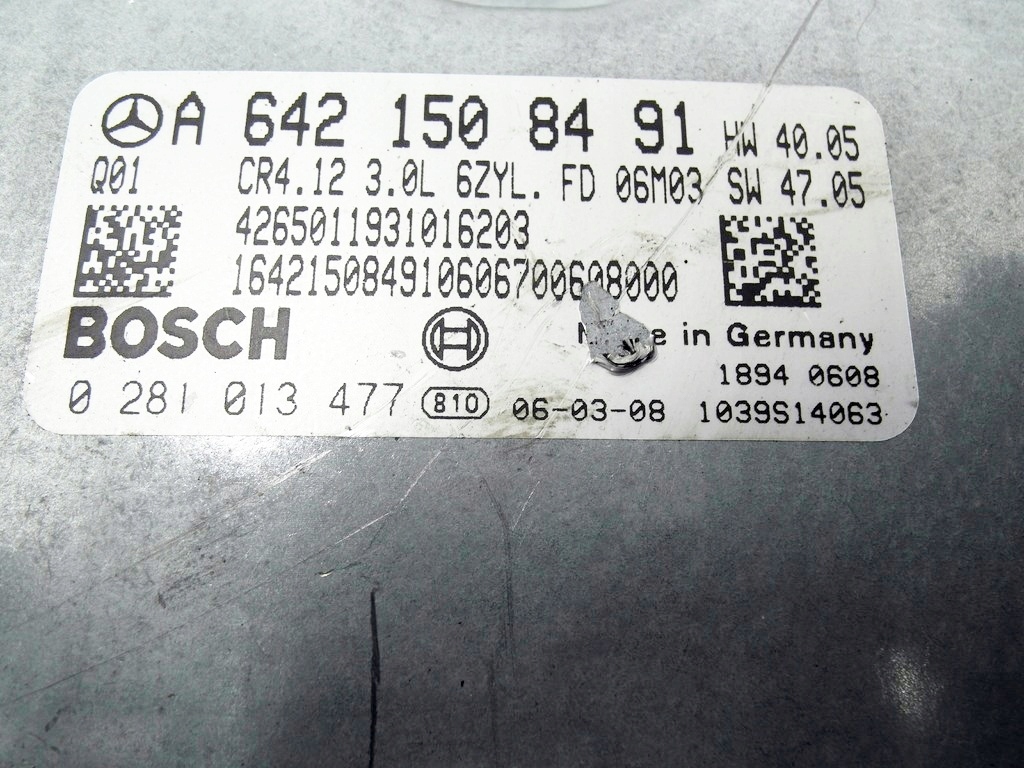 A 642 150 84 91 HW 40.05
Q01 CR4.12 3.0L 6ZYL. FD 06M03 SW 47.05
4265011931016203
164215084910606700608000
BOSCH in Germany
1894 0608
0 281 013 477 810 06-03-08 1039S14063